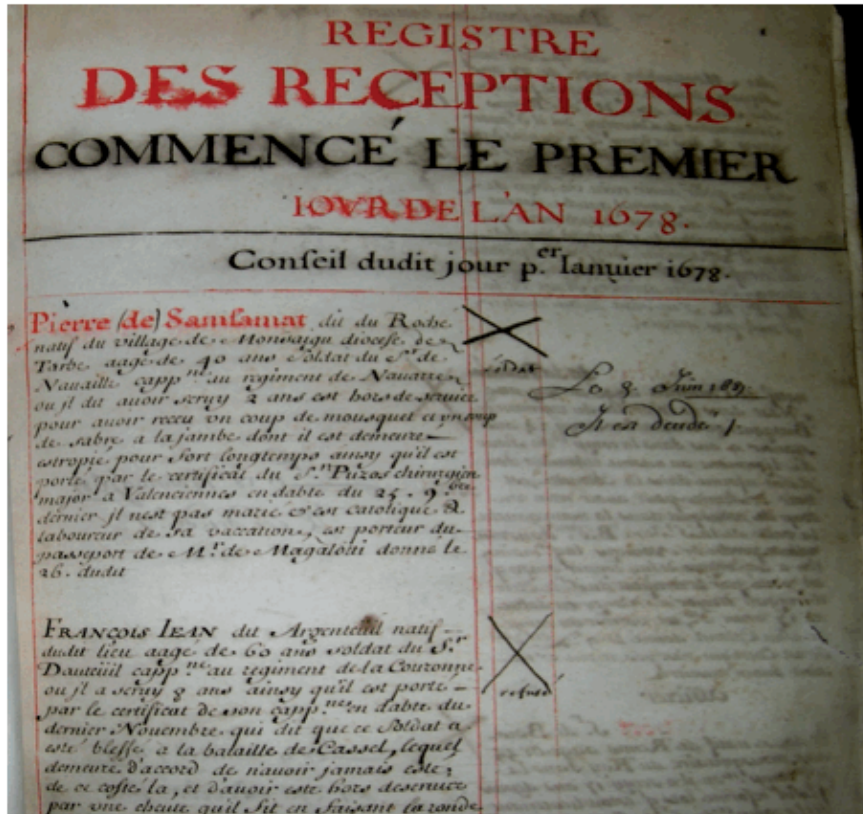 REGISTRE
DES RECEPTIONS
COMMENCÉ LE PREMIER
IOVR DE L'AN 1678.
Conseil dudit jour p.er Ianuier 1678.
Pierre (de) Samsamat dit du Roche
natif du village de Monsaigu diocese de
Tarbe aagé de 40 ans soldat du S.r de
Nauaille capp.ne au regiment de Nauarre
ou jl dit auoir seruy 2 ans est hors de seruice
pour auoir receu vn coup de mousquet et vn coup
de sabre a la jambe dont il est demeuré
estropié pour fort longtemps ainsy qu'il est
porté par le certificat du S.r Puzos chirurgien
major a Valenciennes en datte du 25. 9.bre
dernier jl nest pas marié est catolique &
laboureur de sa vaccation, est porteur du
passeport de M.r de Magalotti donné le
26. dudit
Le 8 Juin
Il est decedé
FRANÇOIS IEAN dit Argenteuil natif
dudit lieu aagé de 60 ans soldat du S.r
Dauteüil capp.ne au regiment de la Couronne
ou jl a seruy 8 ans ainsy qu'il est porté
par le certificat de son capp.ne en datte du
dernier Nouembre qui dit que ce soldat a
esté blessé a la bataille de Cassel, lequel
demeure d'accord de n'auoir jamais esté
de ce costé la, et d'auoir esté hors de seruice
par vne cheute qu'il fit en faisant la ronde
refusé